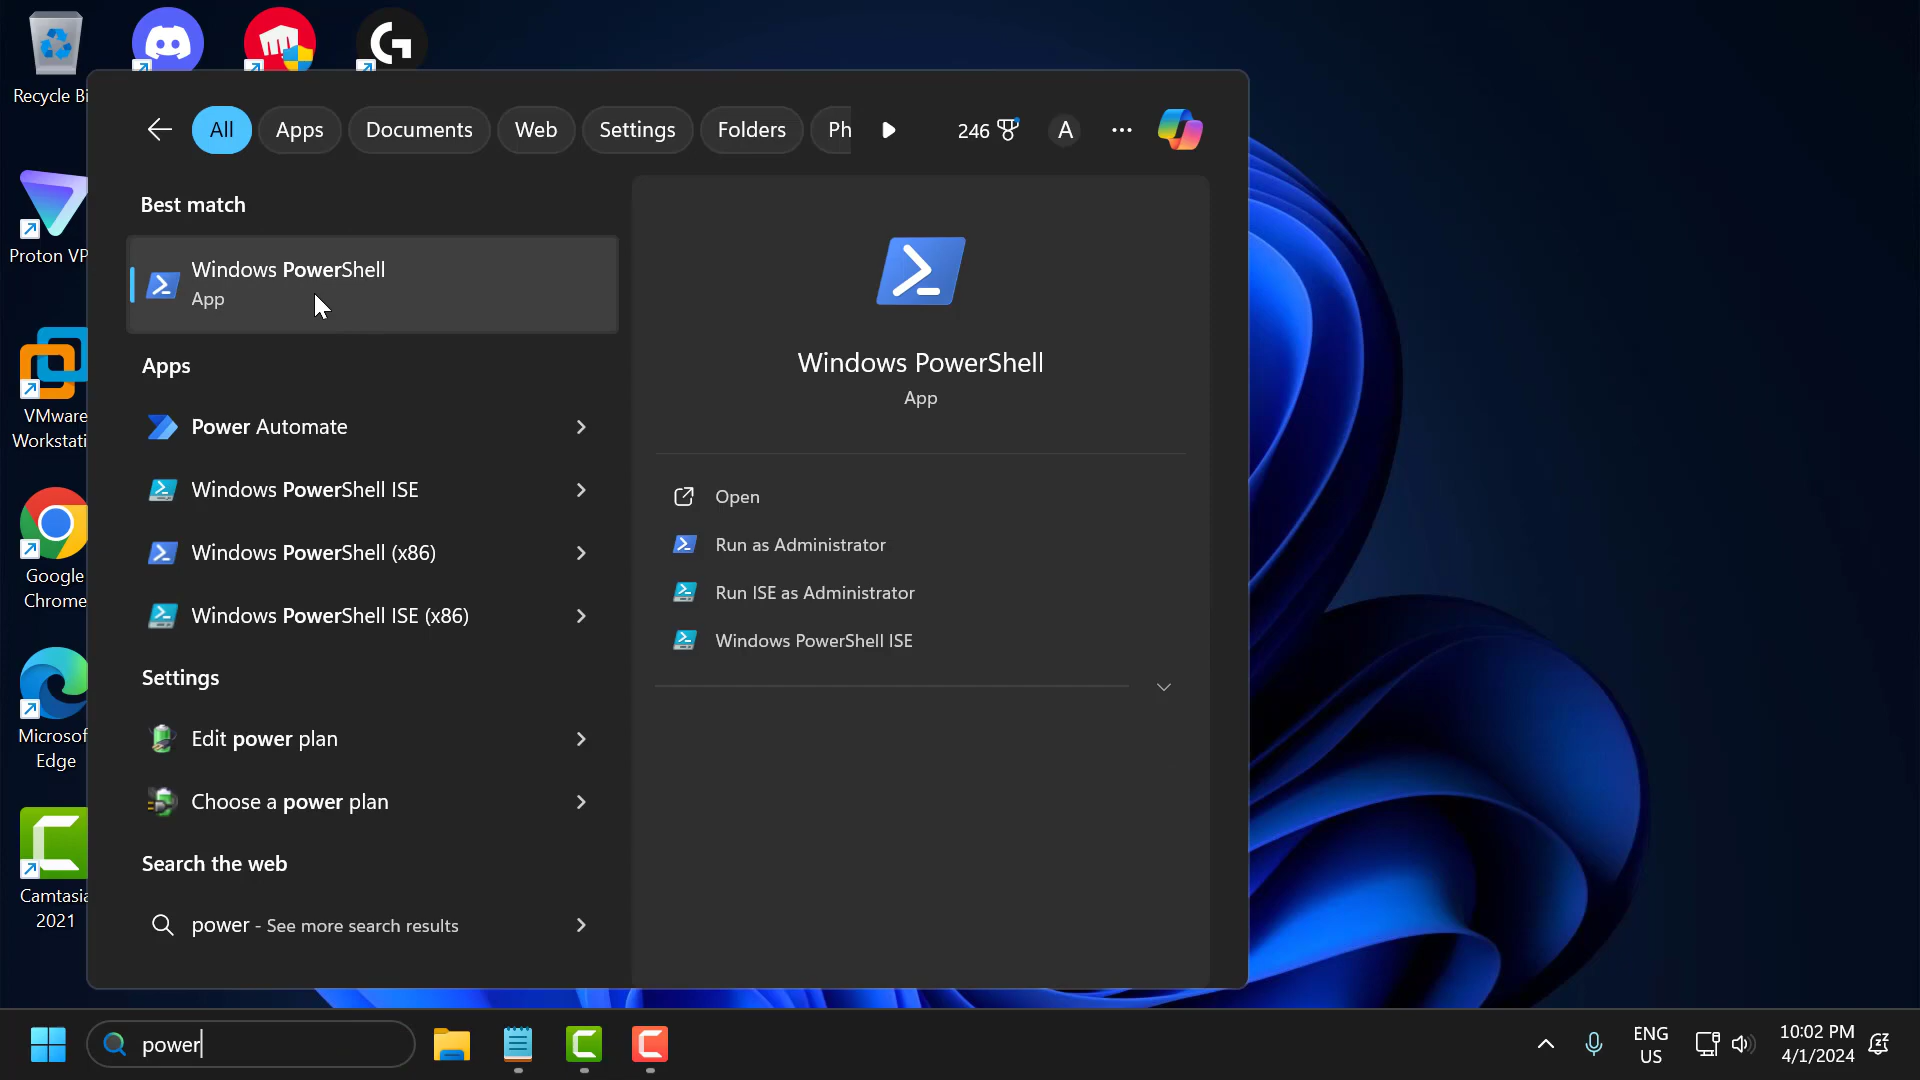 Recycle Bi
All
Apps
Documents
Web
Settings
Folders
Ph
246
A
Best match
Windows PowerShell
App
Apps
Power Automate
Windows PowerShell ISE
Windows PowerShell (x86)
Windows PowerShell ISE (x86)
Settings
Edit power plan
Choose a power plan
Search the web
power - See more search results
Windows PowerShell
App
Open
Run as Administrator
Run ISE as Administrator
Windows PowerShell ISE
Proton VP
VMware
Workstati
Google
Chrome
Microsof
Edge
Camtasia
2021
power
ENG
US
10:02 PM
4/1/2024